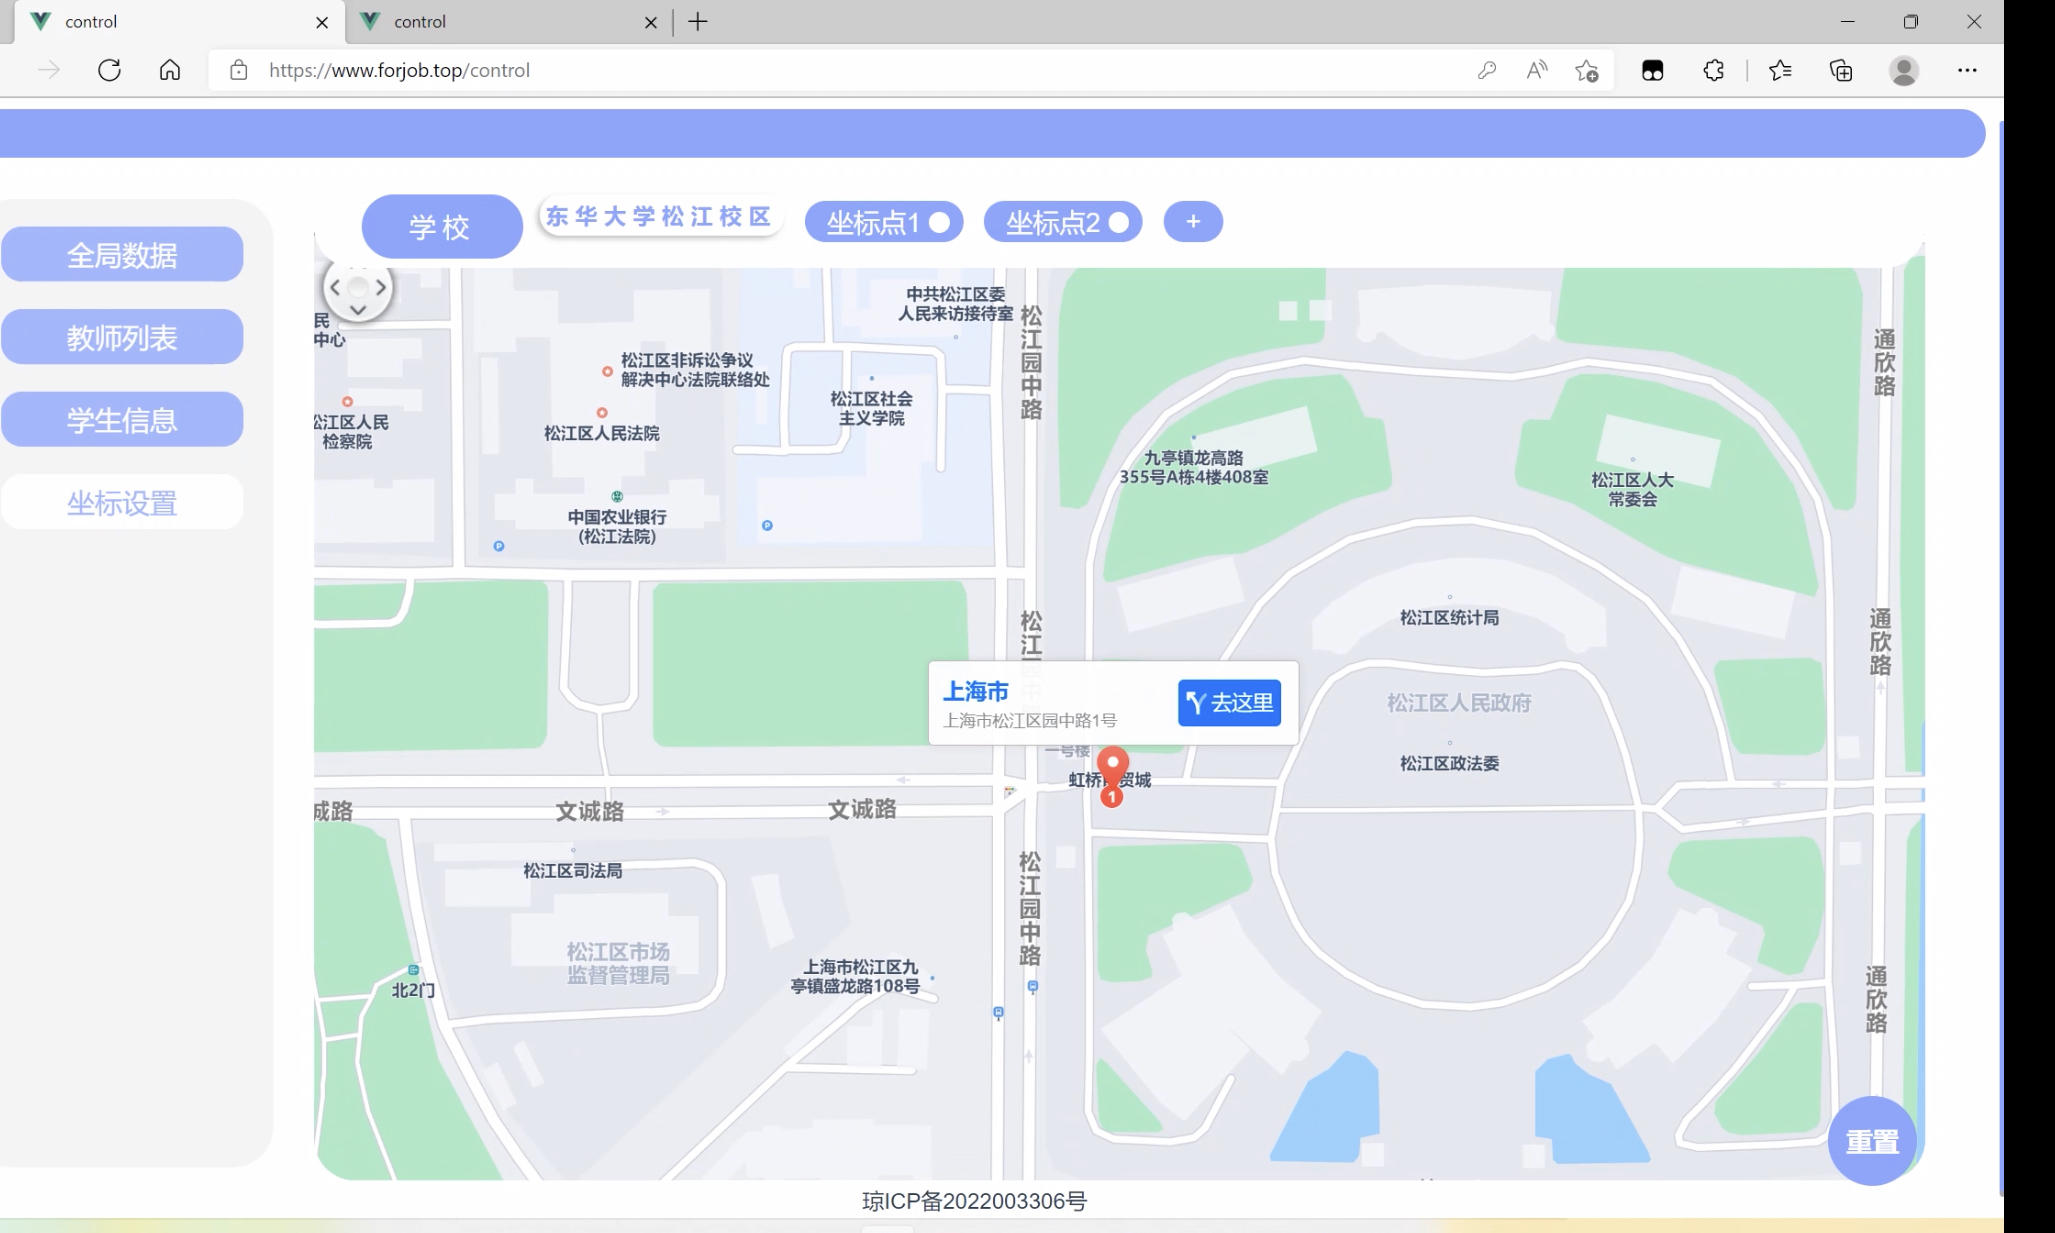 control
control
https://www.forjob.top/control
学校
东华大学松江校区
坐标点1
坐标点2
+
全局数据
教师列表
学生信息
坐标设置
中共松江区委
人民来访接待室
松江园中路
通欣路
民
中心
松江区非诉讼争议
解决中心法院联络处
松江区社会
主义学院
松江区人民
检察院
松江区人民法院
九亭镇龙高路
355号A栋4楼408室
松江区人大
常委会
中国农业银行
(松江法院)
P
P
松江
通欣路
松江区统计局
上海市
上海市松江区园中路1号
去这里
松江区人民政府
一号楼
松江区政法委
虹桥 贸城
1
城路
文诚路
文诚路
松江区司法局
松江园中路
松江区市场
监督管理局
上海市松江区九
亭镇盛龙路108号
北2门
通欣路
重置
琼ICP备2022003306号